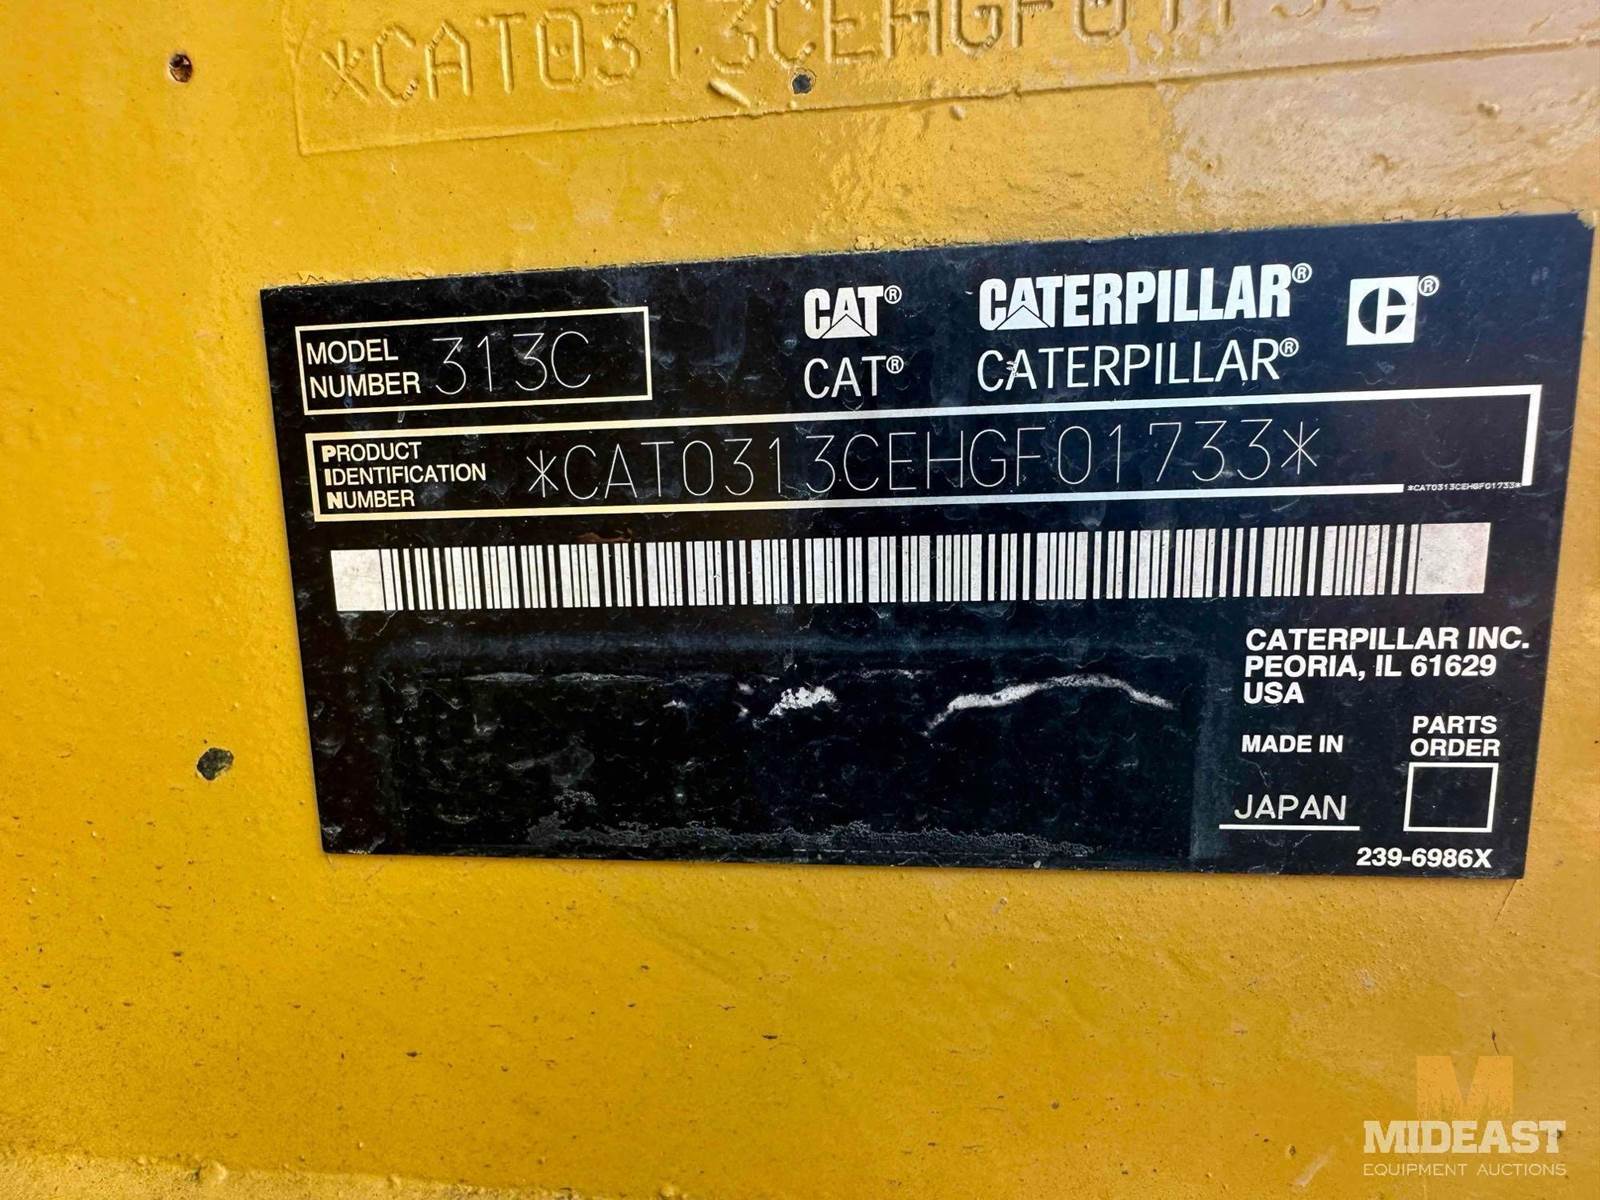 *CAT0313CEHGF0173
MODEL NUMBER 313C
CAT® CATERPILLAR® ®
CAT® CATERPILLAR®
PRODUCT IDENTIFICATION NUMBER *CAT0313CEHGF01733*
*CAT0313CEHGF01733*
CATERPILLAR INC.
PEORIA, IL 61629
USA
MADE IN
JAPAN
PARTS
ORDER
239-6986X
M
MIDEAST
EQUIPMENT AUCTIONS